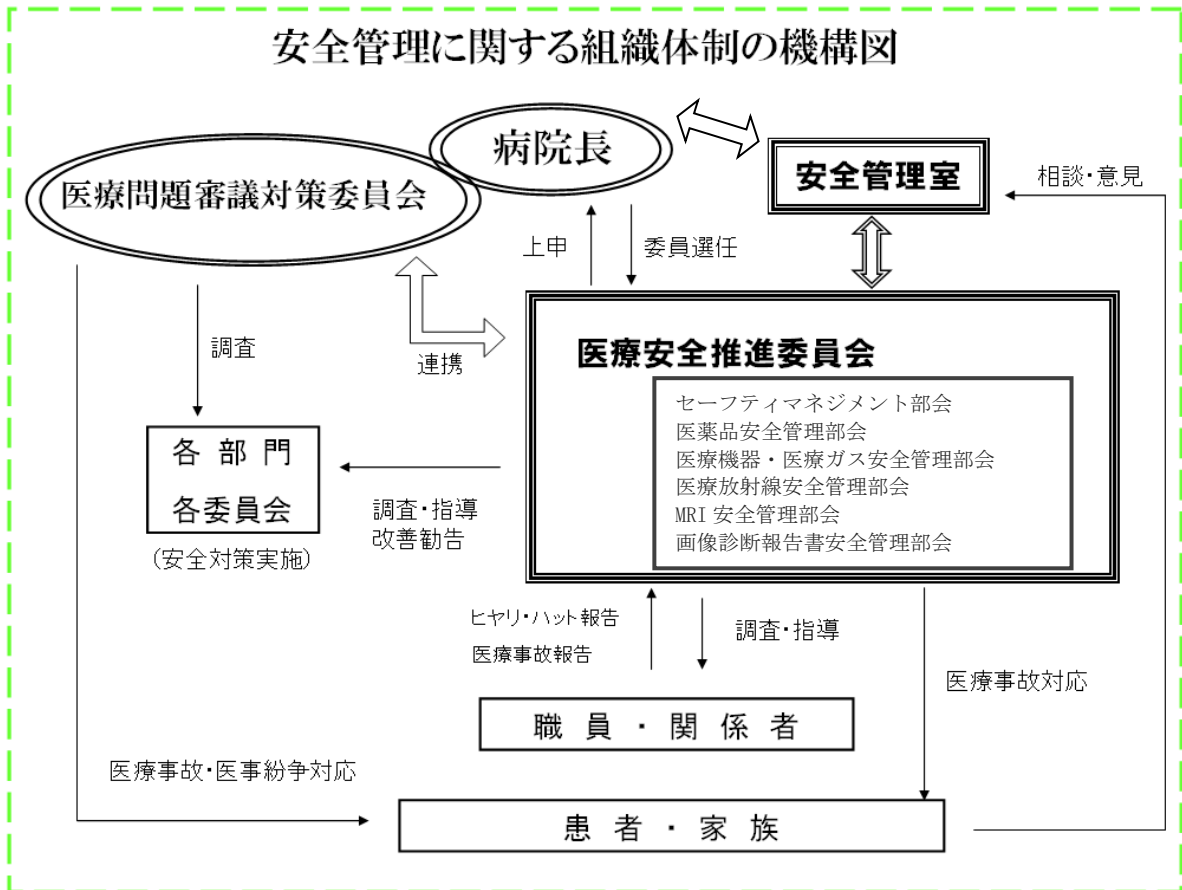 安全管理に関する組織体制の機構図
病院長
安全管理室
医療問題審議対策委員会
相談・意見
上申
委員選任
調査
連携
医療安全推進委員会
セーフティマネジメント部会
医薬品安全管理部会
医療機器・医療ガス安全管理部会
医療放射線安全管理部会
MRI 安全管理部会
画像診断報告書安全管理部会
各 部 門
各委員会
(安全対策実施)
調査・指導
改善勧告
ヒヤリ・ハット報告
医療事故報告
調査・指導
医療事故対応
職 員 ・ 関 係 者
医療事故・医事紛争対応
患 者 ・ 家 族